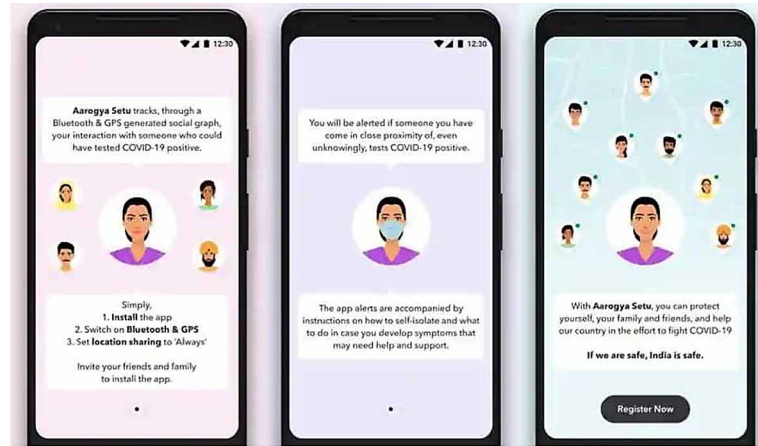 12:30
Aarogya Setu tracks, through a
Bluetooth & GPS generated social graph,
your interaction with someone who could
have tested COVID-19 positive.
Simply,
1. Install the app
2. Switch on Bluetooth & GPS
3. Set location sharing to 'Always'
Invite your friends and family
to install the app.
12:30
You will be alerted if someone you have
come in close proximity of, even
unknowingly, tests COVID-19 positive.
The app alerts are accompanied by
instructions on how to self-isolate and what
to do in case you develop symptoms that
may need help and support.
12:30
With Aarogya Setu, you can protect
yourself, your family and friends, and help
our country in the effort to fight COVID-19
If we are safe, India is safe.
Register Now